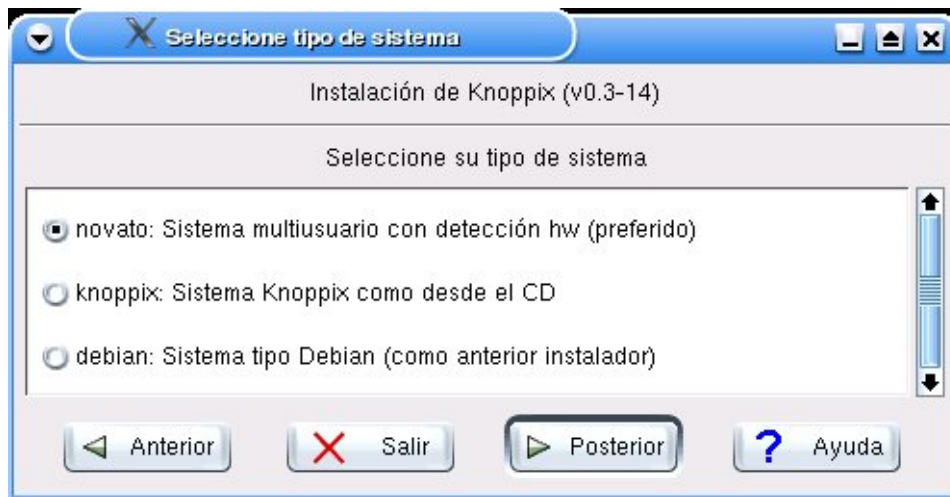 Seleccione tipo de sistema
Instalación de Knoppix (v0.3-14)
Seleccione su tipo de sistema
novato: Sistema multiusuario con detección hw (preferido)
knoppix: Sistema Knoppix como desde el CD
debian: Sistema tipo Debian (como anterior instalador)
Anterior Salir Posterior ? Ayuda